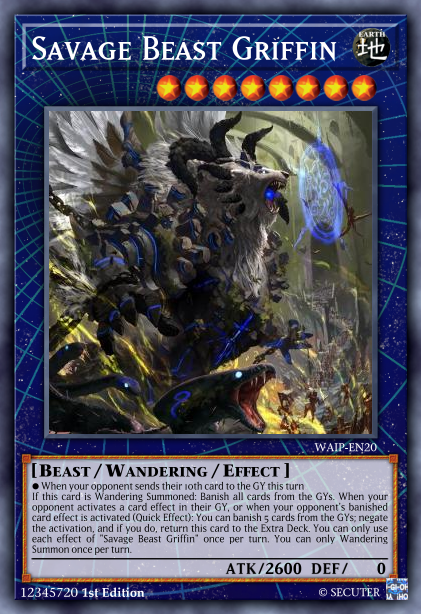 SAVAGE BEAST GRIFFIN
EARTH
地
WAIP-EN20
[ BEAST / WANDERING / EFFECT ]
● When your opponent sends their 10th card to the GY this turn
If this card is Wandering Summoned: Banish all cards from the GYs. When your
opponent activates a card effect in their GY, or when your opponent's banished
card effect is activated (Quick Effect): You can banish 5 cards from the GYs; negate
the activation, and if you do, return this card to the Extra Deck. You can only use
each effect of "Savage Beast Griffin" once per turn. You can only Wandering
Summon once per turn.
ATK/2600 DEF/ 0
12345720 1st Edition
© SECUTER